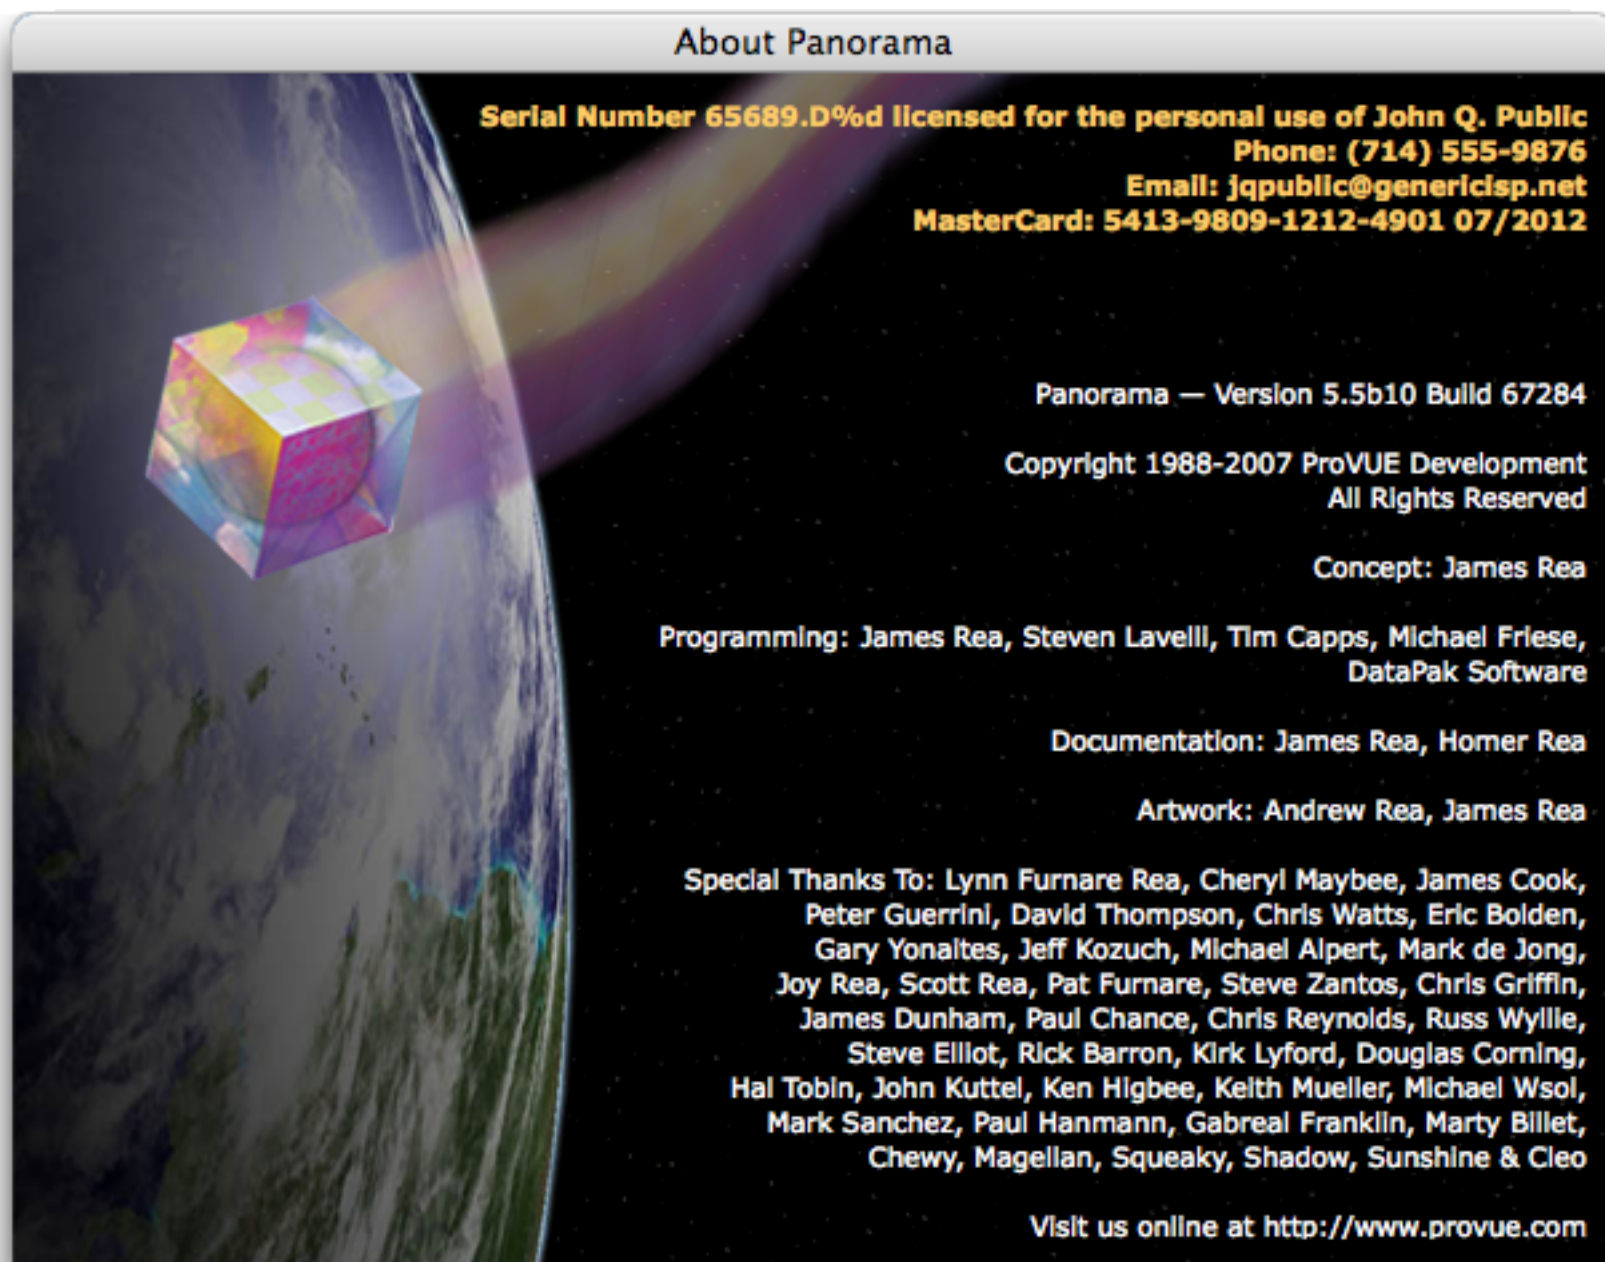 About Panorama
Serial Number 65689.D%d licensed for the personal use of John Q. Public
Phone: (714) 555-9876
Email: jqpublic@genericisp.net
MasterCard: 5413-9809-1212-4901 07/2012
Panorama — Version 5.5b10 Build 67284
Copyright 1988-2007 ProVUE Development
All Rights Reserved
Concept: James Rea
Programming: James Rea, Steven Lavelli, Tim Capps, Michael Friese,
DataPak Software
Documentation: James Rea, Homer Rea
Artwork: Andrew Rea, James Rea
Special Thanks To: Lynn Furnare Rea, Cheryl Maybee, James Cook,
Peter Guerrini, David Thompson, Chris Watts, Eric Bolden,
Gary Yonaites, Jeff Kozuch, Michael Alpert, Mark de Jong,
Joy Rea, Scott Rea, Pat Furnare, Steve Zantos, Chris Griffin,
James Dunham, Paul Chance, Chris Reynolds, Russ Wyllie,
Steve Elliot, Rick Barron, Kirk Lyford, Douglas Corning,
Hal Tobin, John Kuttel, Ken Higbee, Keith Mueller, Michael Wsol,
Mark Sanchez, Paul Hanmann, Gabreal Franklin, Marty Billet,
Chewy, Magellan, Squeaky, Shadow, Sunshine & Cleo
Visit us online at http://www.provue.com